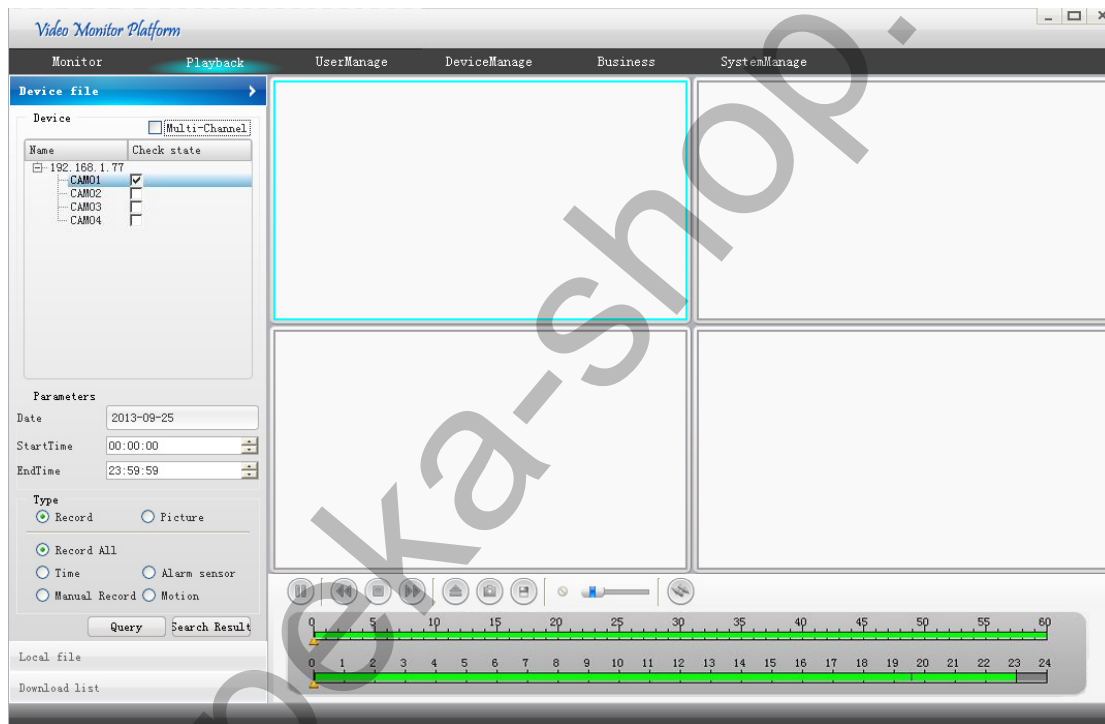 Video Monitor Platform
Monitor Playback UserManage DeviceManage Business SystemManage
Device file
Device
Multi-Channel
Name Check state
192.168.1.77
CAM01
CAM02
CAM03
CAM04
Parameters
Date 2013-09-25
StartTime 00:00:00
EndTime 23:59:59
Type
Record Picture
Record All
Time Alarm sensor
Manual Record Motion
Query Search Result
0 5 10 15 20 25 30 35 40 45 50 55 60
Local file
0 1 2 3 4 5 6 7 8 9 10 11 12 13 14 15 16 17 18 19 20 21 22 23 24
Download list
peka-shop.